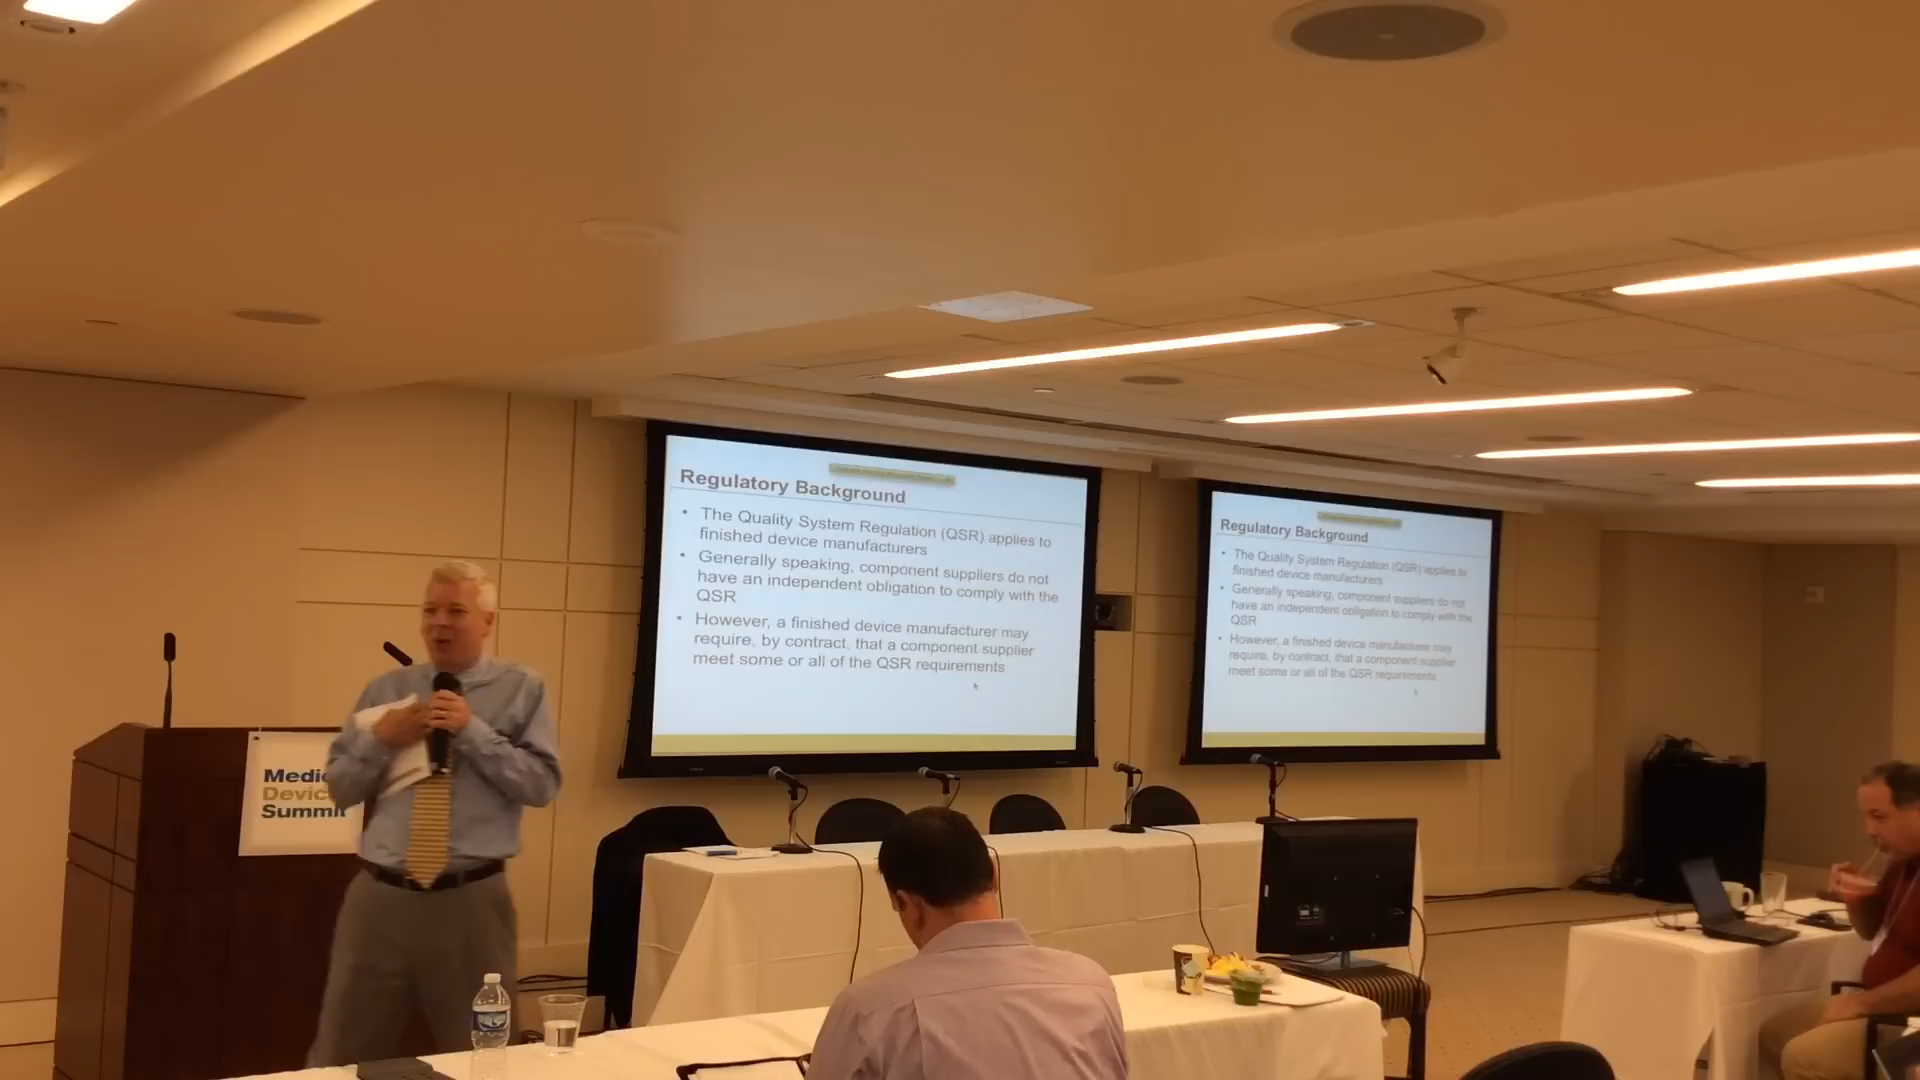 Regulatory Background
• The Quality System Regulation (QSR) applies to
finished device manufacturers
• Generally speaking, component suppliers do not
have an independent obligation to comply with the
QSR
• However, a finished device manufacturer may
require, by contract, that a component supplier
meet some or all of the QSR requirements
Regulatory Background
• The Quality System Regulation (QSR) applies to
finished device manufacturers
• Generally speaking, component suppliers do not
have an independent obligation to comply with the
QSR
• However, a finished device manufacturer may
require, by contract, that a component supplier
meet some or all of the QSR requirements.
Medic
Devic
Summit